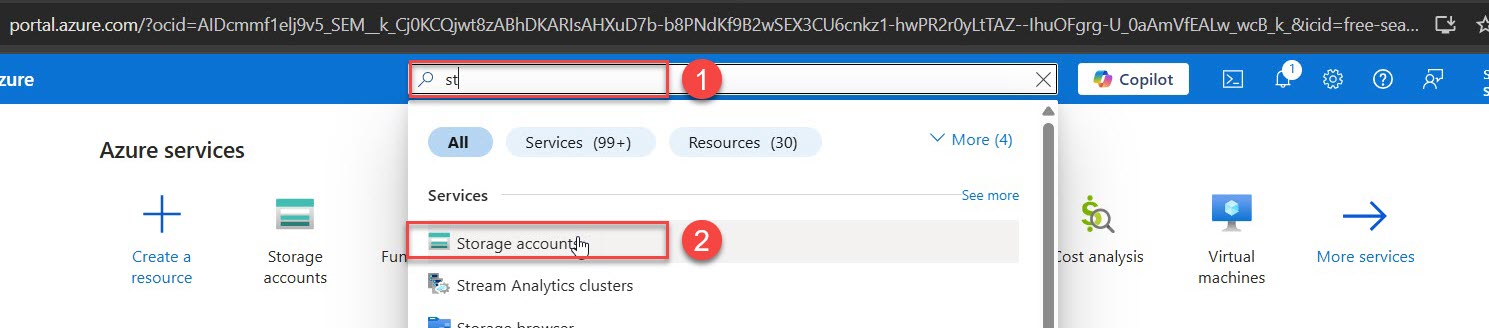 portal.azure.com/?ocid=AIDcmmf1elj9v5_SEM__k_Cj0KCQjwt8zABhDKARIsAHXuD7b-b8PNdKf9B2wSEX3CU6cnkz1-hwPR2r0yLtTAZ--IhuOFgrg-U_0aAmVfEALw_wcB_k_&icid=free-sea...
zure
st
1
Copilot
1
All
Services (99+)
Resources (30)
More (4)
Azure services
Services
See more
Create a
resource
Storage
accounts
Fun
Storage accounts
2
Stream Analytics clusters
Storage browser
Cost analysis
Virtual
machines
More services